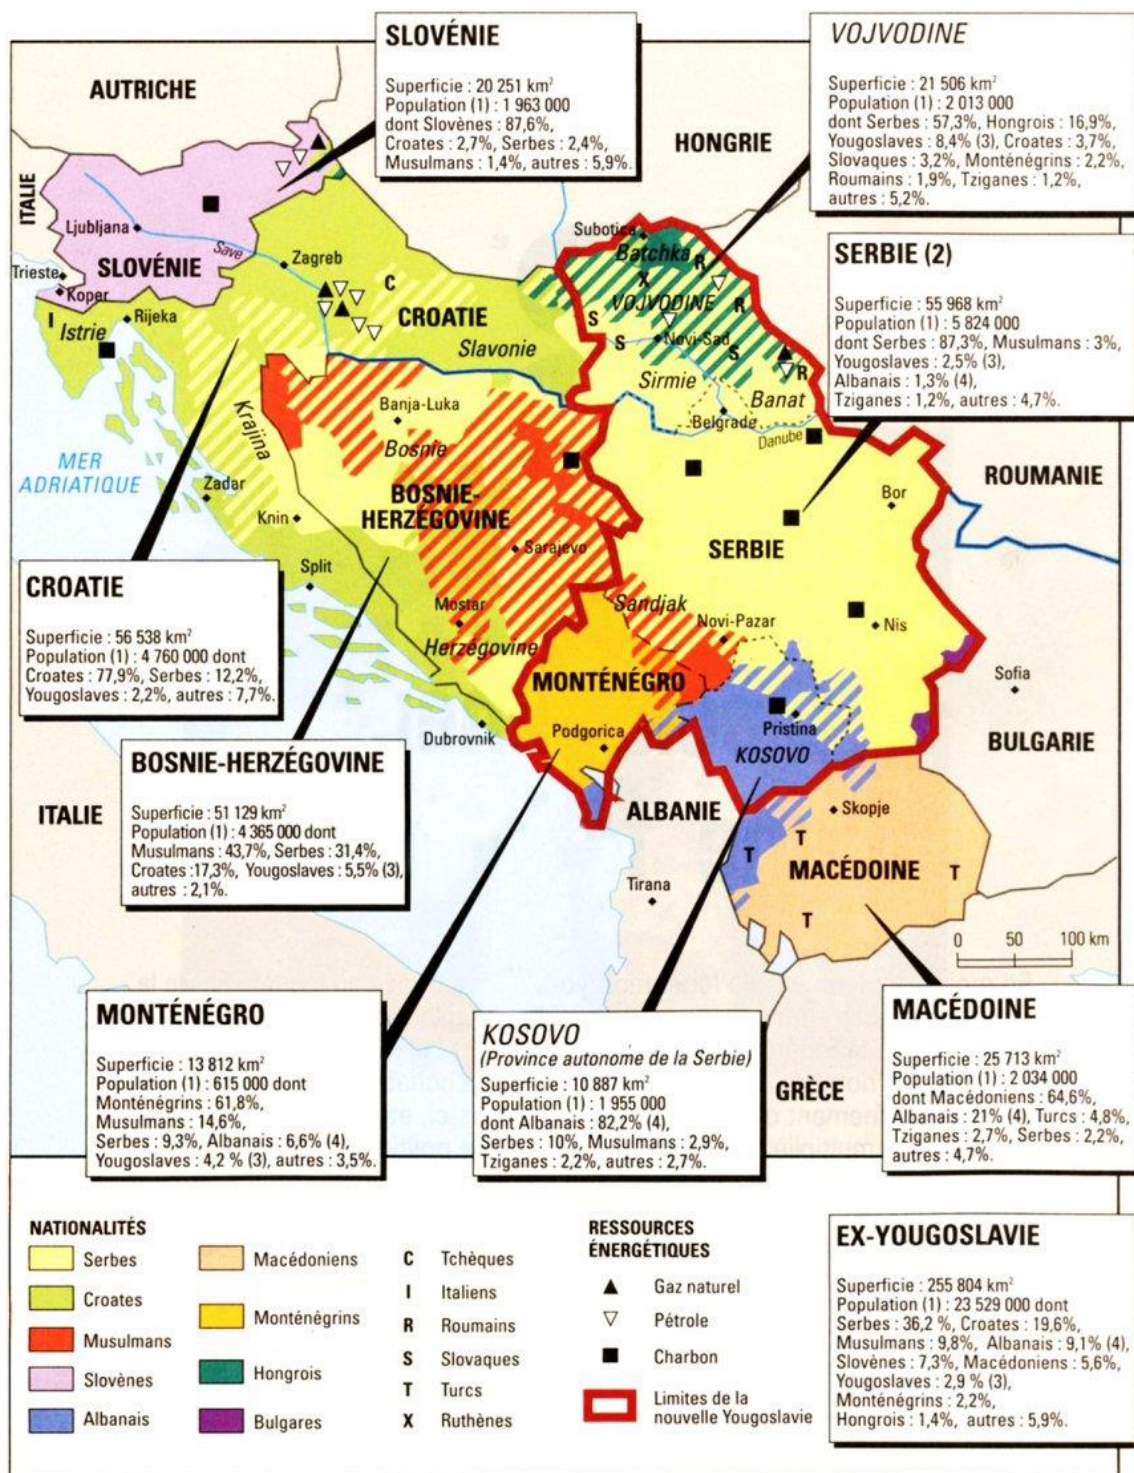 SLOVÉNIE
Superficie : 20 251 km²
Population (1) : 1 963 000
dont Slovènes : 87,6%,
Croates : 2,7%, Serbes : 2,4%,
Musulmans : 1,4%, autres : 5,9%.
VOJVODINE
Superficie : 21 506 km²
Population (1) : 2 013 000
dont Serbes : 57,3%, Hongrois : 16,9%,
Yougoslaves : 8,4% (3), Croates : 3,7%,
Slovaques : 3,2%, Monténégrins : 2,2%,
Roumains : 1,9%, Tziganes : 1,2%,
autres : 5,2%.
SERBIE (2)
Superficie : 55 968 km²
Population (1) : 5 824 000
dont Serbes : 87,3%, Musulmans : 3%,
Yougoslaves : 2,5% (3),
Albanais : 1,3% (4),
Tziganes : 1,2%, autres : 4,7%.
AUTRICHE
HONGRIE
ITALIE
Ljubljana
SLOVÉNIE
Save
Trieste
Koper
Zagreb
I
Istrie
Rijeka
C
CROATIE
Slavonie
Subotica
Batchka
R
X
VOJVODINE
R
S
S
Novi-Sad
S
R
Sirmie
Banat
Belgrade
Danube
Krajina
Banja-Luka
Bosnie
MER
ADRIATIQUE
Zadar
Knin
BOSNIE-
HERZÉGOVINE
Sarajevo
Bor
ROUMANIE
SERBIE
Split
Mostar
Herzégovine
Sandjak
Novi-Pazar
Nis
Sofia
MONTÉNÉGRO
Podgorica
Dubrovnik
Pristina
KOSOVO
BULGARIE
ITALIE
ALBANIE
Skopje
T
T
MACÉDOINE
T
T
Tirana
0 50 100 km
GRÈCE
CROATIE
Superficie : 56 538 km²
Population (1) : 4 760 000 dont
Croates : 77,9%, Serbes : 12,2%,
Yougoslaves : 2,2%, autres : 7,7%.
BOSNIE-HERZÉGOVINE
Superficie : 51 129 km²
Population (1) : 4 365 000 dont
Musulmans : 43,7%, Serbes : 31,4%,
Croates :17,3%, Yougoslaves : 5,5% (3),
autres : 2,1%.
MONTÉNÉGRO
Superficie : 13 812 km²
Population (1) : 615 000 dont
Monténégrins : 61,8%,
Musulmans : 14,6%,
Serbes : 9,3%, Albanais : 6,6% (4),
Yougoslaves : 4,2 % (3), autres : 3,5%.
KOSOVO
(Province autonome de la Serbie)
Superficie : 10 887 km²
Population (1) : 1 955 000
dont Albanais : 82,2% (4),
Serbes : 10%, Musulmans : 2,9%,
Tziganes : 2,2%, autres : 2,7%.
MACÉDOINE
Superficie : 25 713 km²
Population (1) : 2 034 000
dont Macédoniens : 64,6%,
Albanais : 21% (4), Turcs : 4,8%,
Tziganes : 2,7%, Serbes : 2,2%,
autres : 4,7%.
NATIONALITÉS
Serbes
Croates
Musulmans
Slovènes
Albanais
Macédoniens
Monténégrins
Hongrois
Bulgares
C Tchèques
I Italiens
R Roumains
S Slovaques
T Turcs
X Ruthènes
RESSOURCES
ÉNERGÉTIQUES
Gaz naturel
Pétrole
Charbon
Limites de la
nouvelle Yougoslavie
EX-YOUGOSLAVIE
Superficie : 255 804 km²
Population (1) : 23 529 000 dont
Serbes : 36,2 %, Croates : 19,6%,
Musulmans : 9,8%, Albanais : 9,1% (4),
Slovènes : 7,3%, Macédoniens : 5,6%,
Yougoslaves : 2,9 % (3),
Monténégrins : 2,2%,
Hongrois : 1,4%, autres : 5,9%.